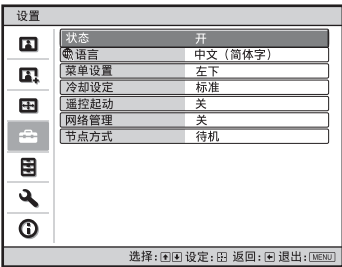 设置
状态 开
语言 中文（简体字）
菜单设置 左下
冷却设定 标准
遥控起动 关
网络管理 关
节点方式 待机
选择: 设定: 返回: 退出: MENU